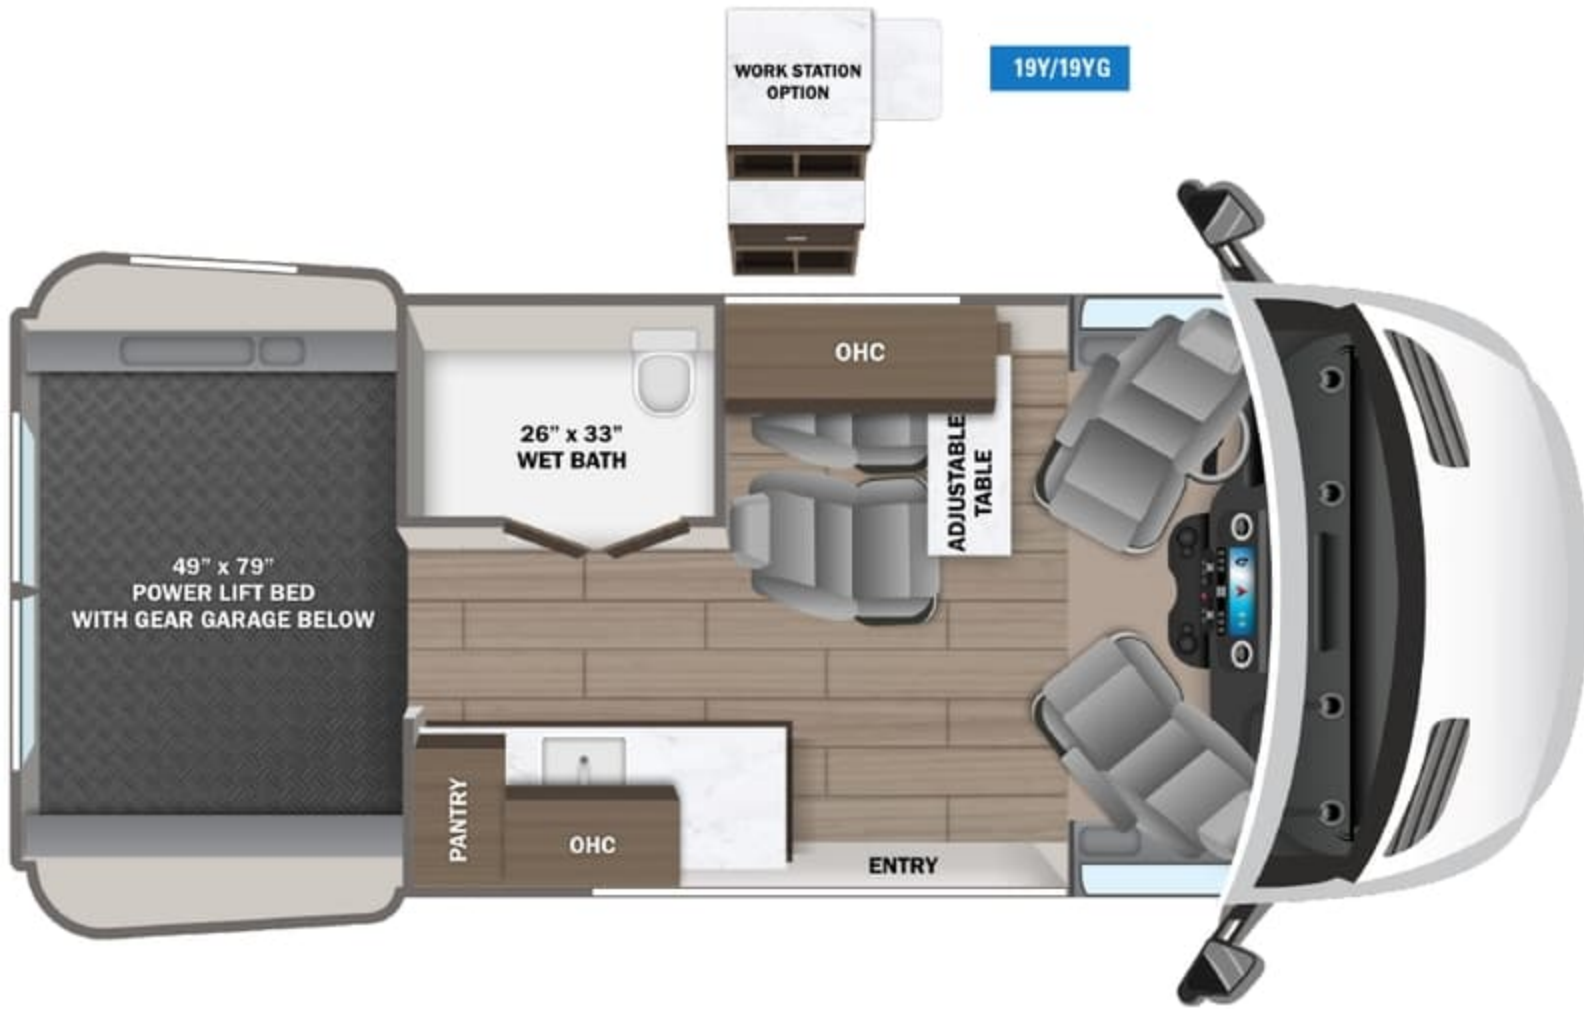 WORK STATION
OPTION
19Y/19YG
OHC
26” x 33”
WET BATH
ADJUSTABLE
TABLE
49” x 79”
POWER LIFT BED
WITH GEAR GARAGE BELOW
PANTRY
OHC
ENTRY